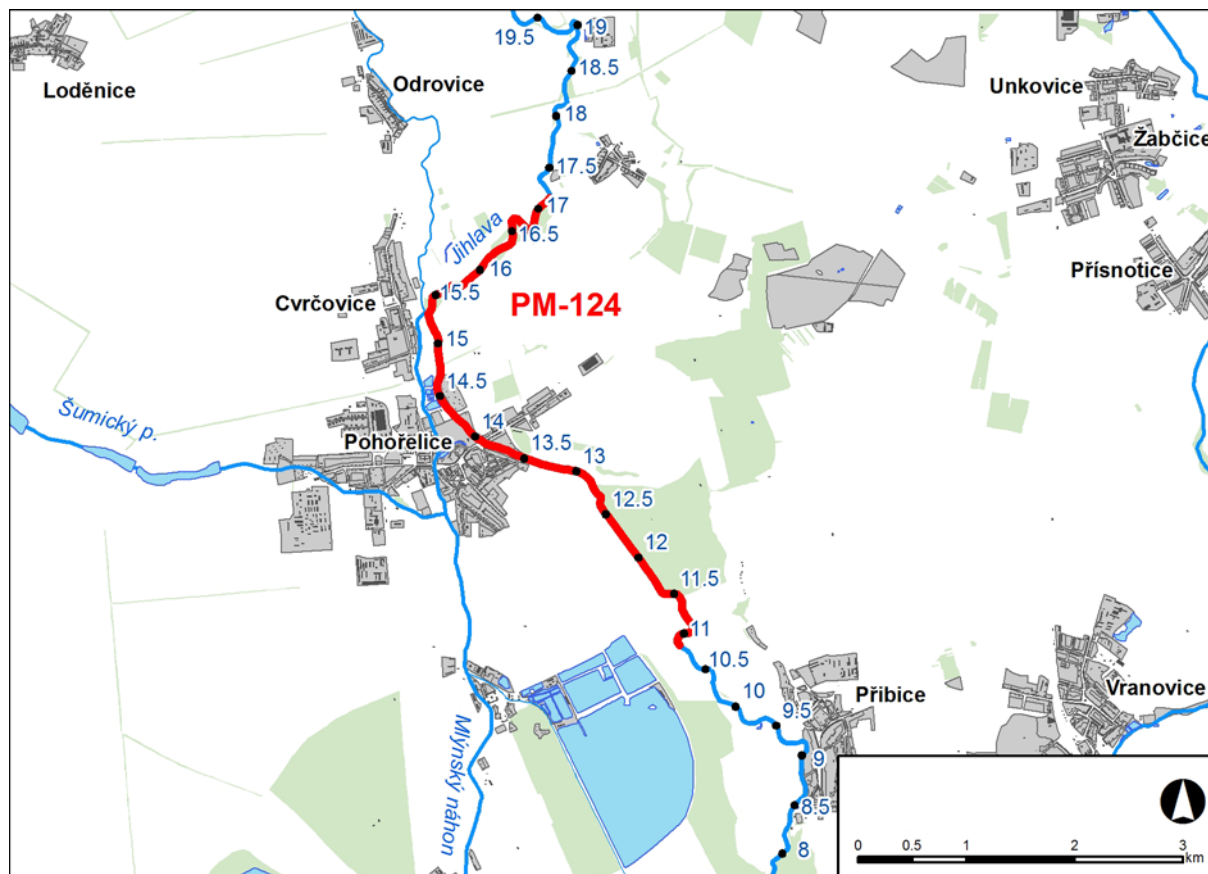 19.5
19
Loděnice
Odrovice
18.5
Unkovice
18
Žabčice
17.5
17
16.5
Jihlava
16
Přísnotice
15.5
Cvrčovice
PM-124
15
14.5
Šumický p.
14
Pohořelice
13.5
13
12.5
12
11.5
11
10.5
10
Přibice
Vranovice
9.5
Mlýnský náhon
9
8.5
8
0 0.5 1 2 3
km